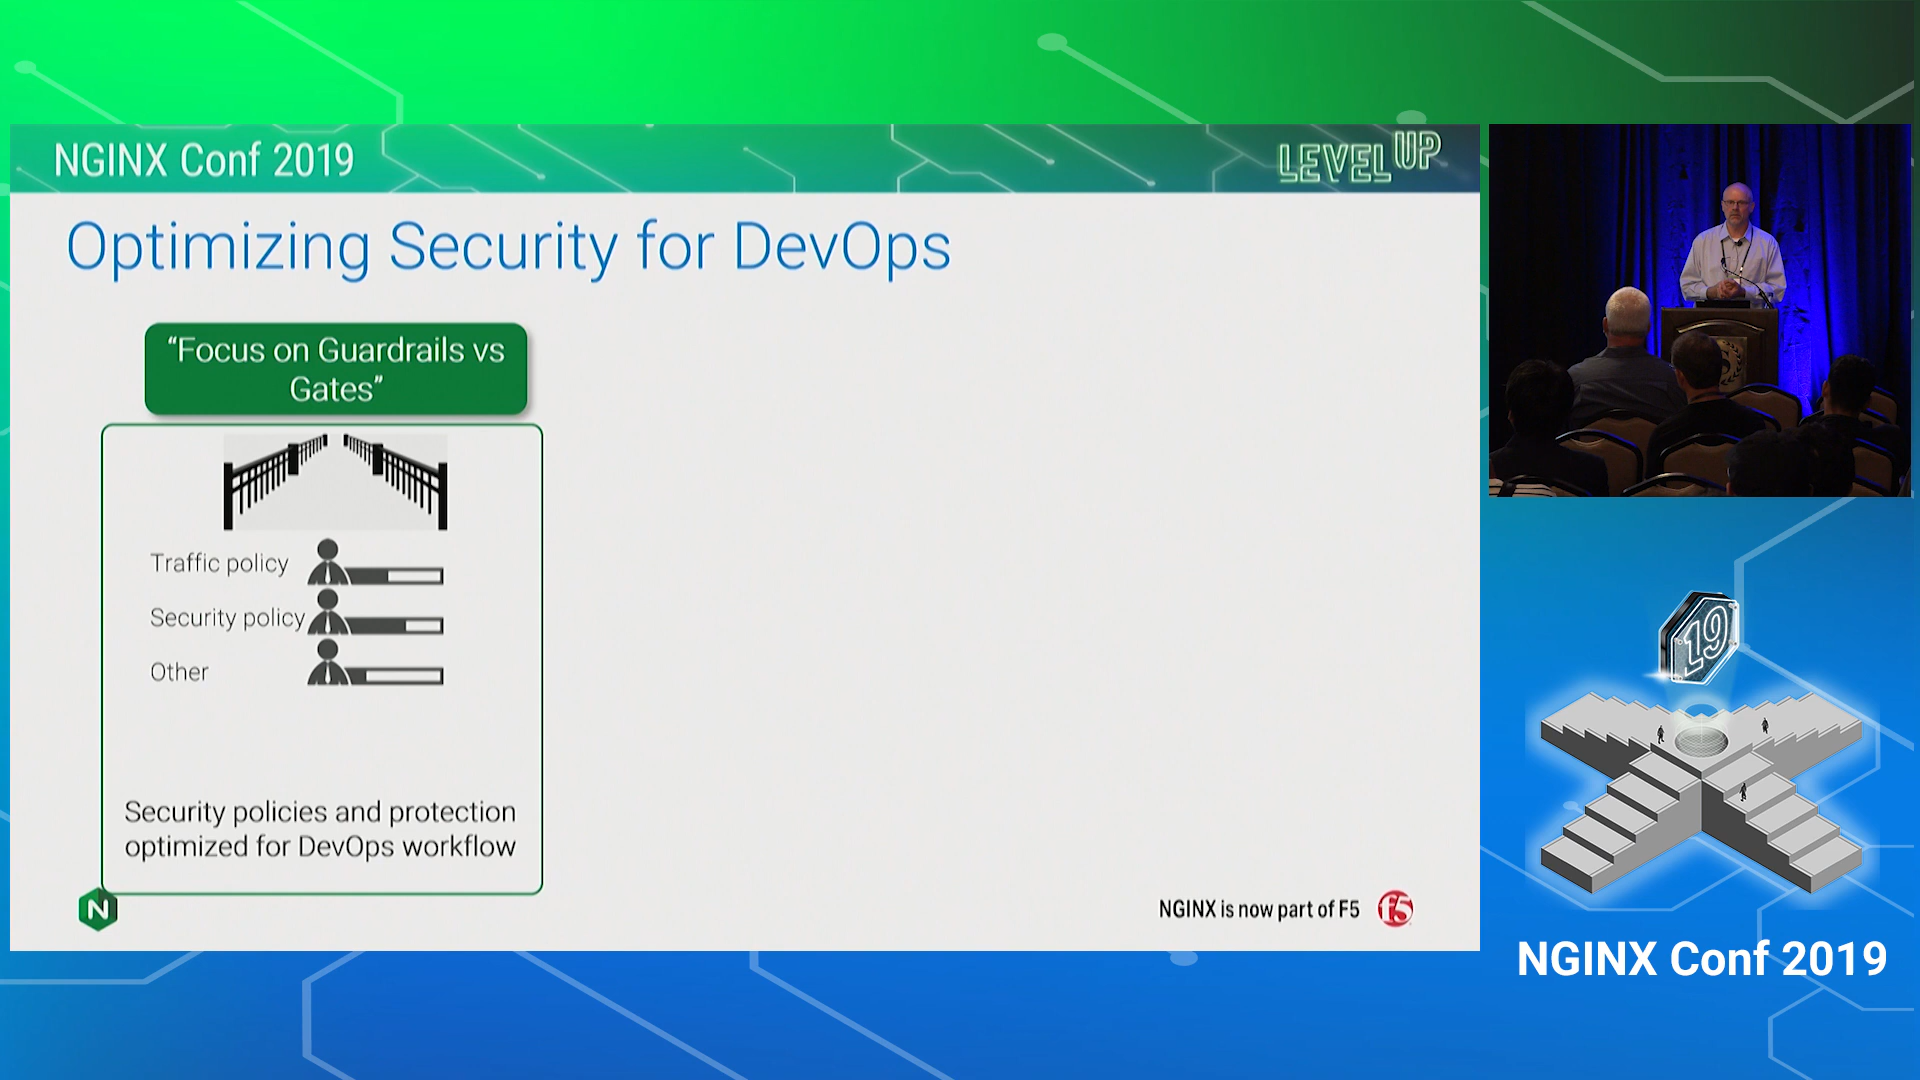 NGINX Conf 2019
LEVEL UP
Optimizing Security for DevOps
“Focus on Guardrails vs
Gates”
Traffic policy
Security policy
Other
Security policies and protection
optimized for DevOps workflow
N
NGINX is now part of F5
f5
19
NGINX Conf 2019